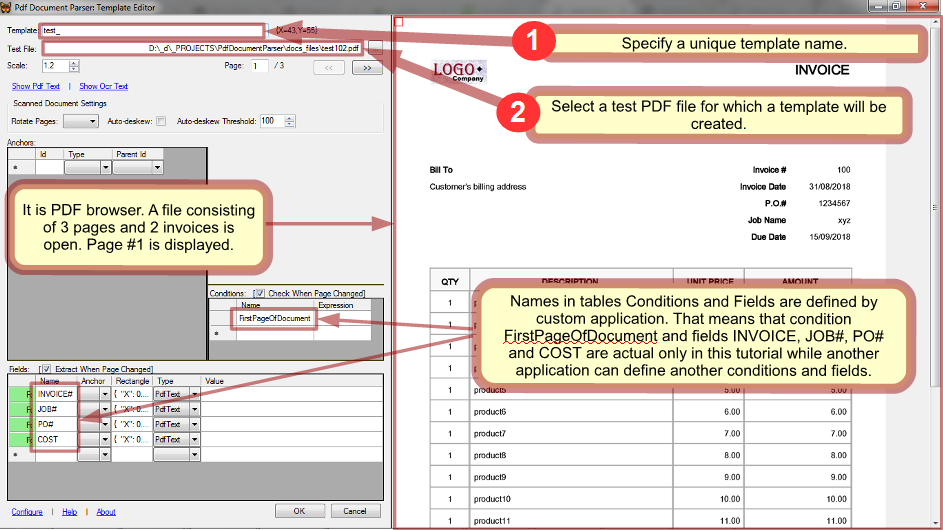 Pdf Document Parser: Template Editor
Template: test_ {X=43,Y=55}
Test File: D:\_d\_PROJECTS\PdfDocumentParser\docs_files\test102.pdf
Scale: 1.2 Page: 1 / 3 << >>
Show Pdf Text | Show Ocr Text
Scanned Document Settings
Rotate Pages: Auto-deskew: Auto-deskew Threshold: 100
Anchors:
Id Type Parent Id
*
It is PDF browser. A file consisting
of 3 pages and 2 invoices is
open. Page #1 is displayed.
Conditions: [ Check When Page Changed]
Name Expression
FirstPageOfDocument
*
Fields: [ Extract When Page Changed]
Name Anchor Rectangle Type Value
INVOICE# { "X": 0.... PdfText
JOB# { "X": 0.... PdfText
PO# { "X": 0.... PdfText
COST { "X": 0.... PdfText
*
Configure | Help | About OK Cancel
1 Specify a unique template name.
LOGO
Company
INVOICE
2 Select a test PDF file for which a template will be
created.
Bill To
Customer's billing address
Invoice # 100
Invoice Date 31/08/2018
P.O.# 1234567
Job Name xyz
Due Date 15/09/2018
QTY DESCRIPTION UNIT PRICE AMOUNT
1
1
1
1
Names in tables Conditions and Fields are defined by
custom application. That means that condition
FirstPageOfDocument and fields INVOICE, JOB#, PO#
and COST are actual only in this tutorial while another
application can define another conditions and fields.
1 product5 5.00 5.00
1 product6 6.00 6.00
1 product7 7.00 7.00
1 product8 8.00 8.00
1 product9 9.00 9.00
1 product10 10.00 10.00
1 product11 11.00 11.00